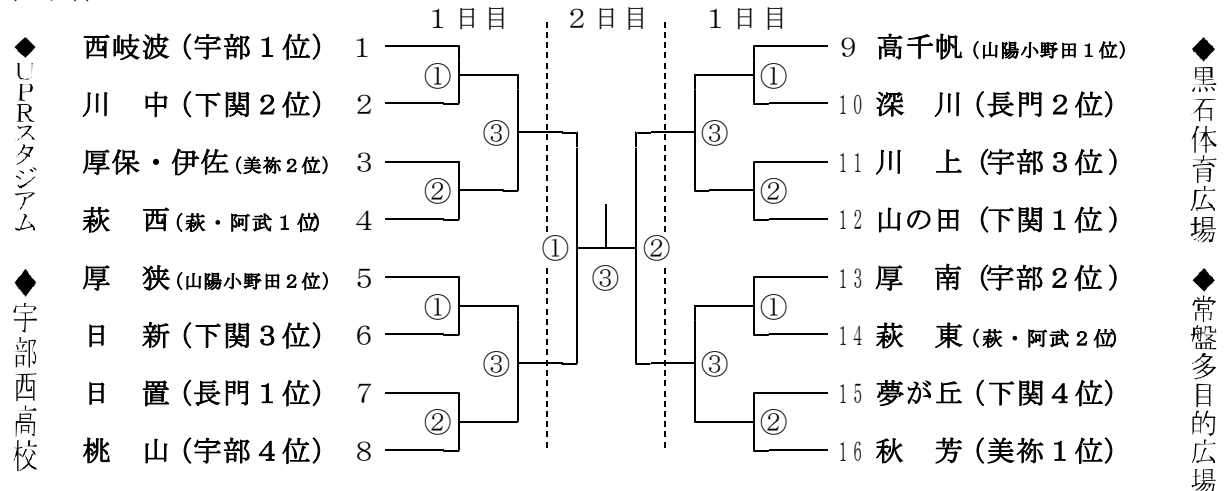 1日目 2日目 1日目
◆UPRスタジアム
西岐波（宇部１位） 1
川　中（下関２位） 2
厚保・伊佐（美祢２位） 3
萩　西（萩・阿武１位） 4
◆宇部西高校
厚　狭（山陽小野田２位） 5
日　新（下関３位） 6
日　置（長門１位） 7
桃　山（宇部４位） 8
① ② ③
① ② ③
① ③ ②
① ② ③
① ② ③
9 高千帆（山陽小野田１位）
10 深　川（長門２位）
11 川　上（宇部３位）
12 山の田（下関１位）
◆黒石体育広場
13 厚　南（宇部２位）
14 萩　東（萩・阿武２位）
15 夢が丘（下関４位）
16 秋　芳（美祢１位）
◆常盤多目的広場